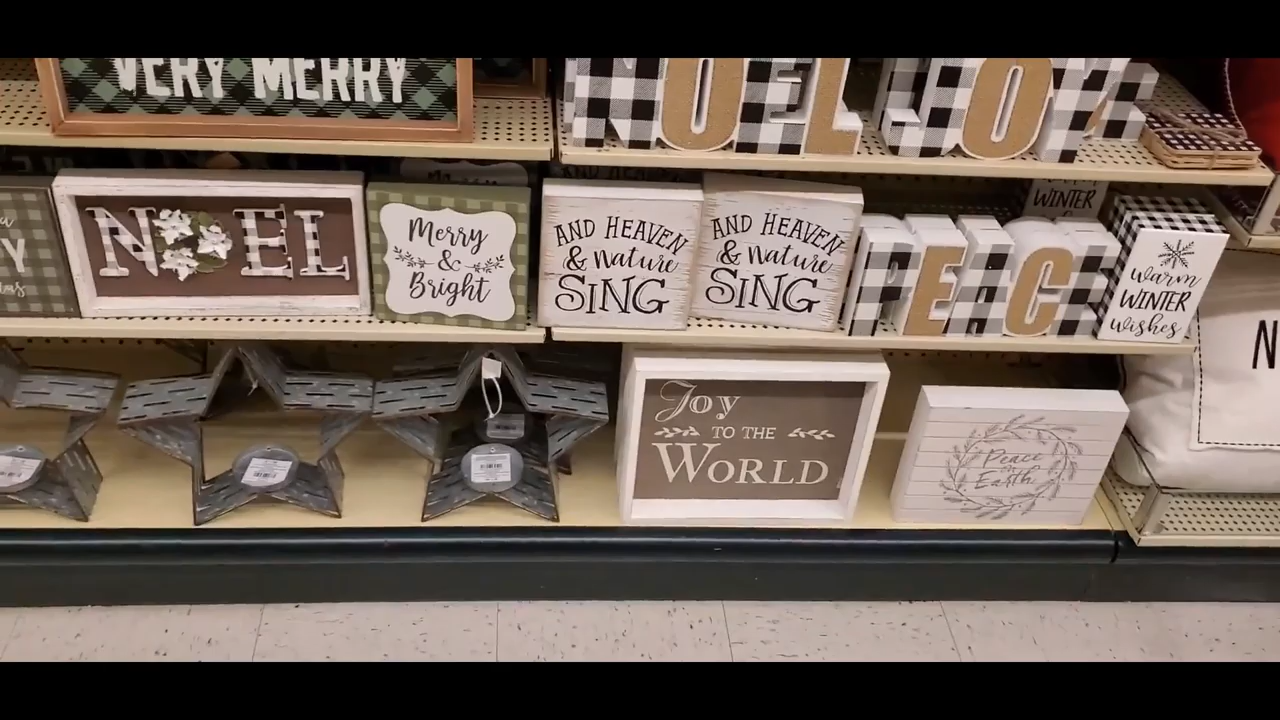 VERY MERRY
NOEL
JOY
NOEL
Merry
&
Bright
AND HEAVEN
& nature
SING
AND HEAVEN
& nature
SING
PEACE
WINTER
warm
WINTER
wishes
Joy
TO THE
WORLD
Peace
on
Earth
N